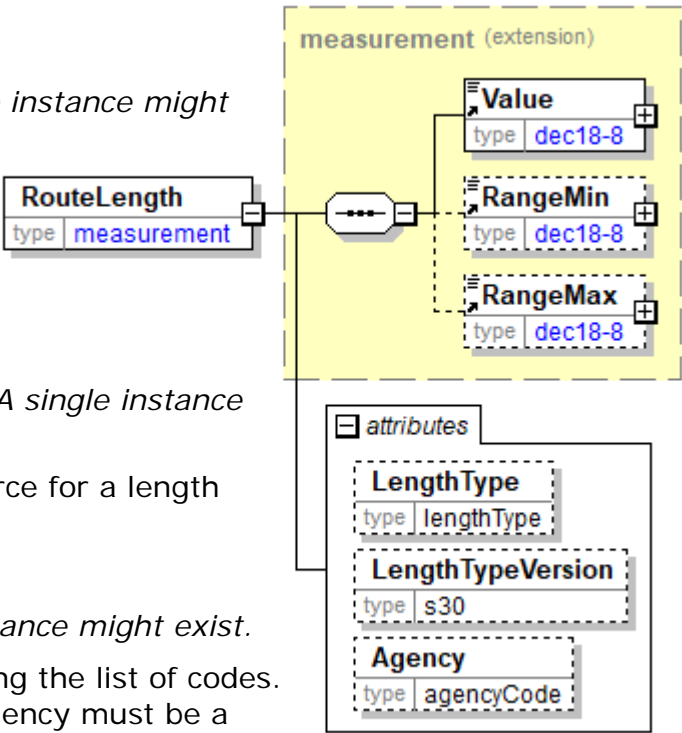 measurement (extension)
instance might
Value
type dec18-8
RangeMin
type dec18-8
RouteLength
type measurement
RangeMax
type dec18-8
A single instance
attributes
LengthType
type lengthType
rce for a length
LengthTypeVersion
type s30
ance might exist.
Agency
type agencyCode
ng the list of codes.
ency must be a